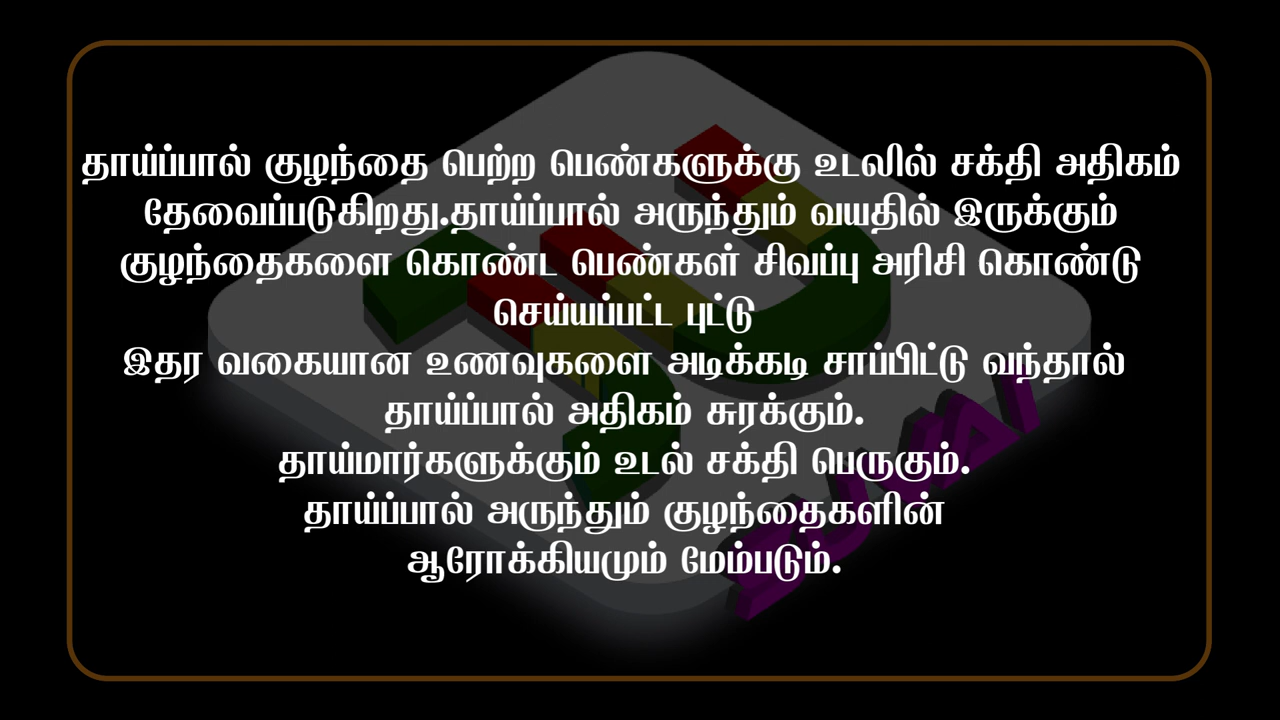 தாய்ப்பால் குழந்தை பெற்ற பெண்களுக்கு உடலில் சக்தி அதிகம்
தேவைப்படுகிறது.தாய்ப்பால் அருந்தும் வயதில் இருக்கும்
குழந்தைகளை கொண்ட பெண்கள் சிவப்பு அரிசி கொண்டு
செய்யப்பட்ட புட்டு
இதர வகையான உணவுகளை அடிக்கடி சாப்பிட்டு வந்தால்
தாய்ப்பால் அதிகம் சுரக்கும்.
தாய்மார்களுக்கும் உடல் சக்தி பெருகும்.
தாய்ப்பால் அருந்தும் குழந்தைகளின்
ஆரோக்கியமும் மேம்படும்.